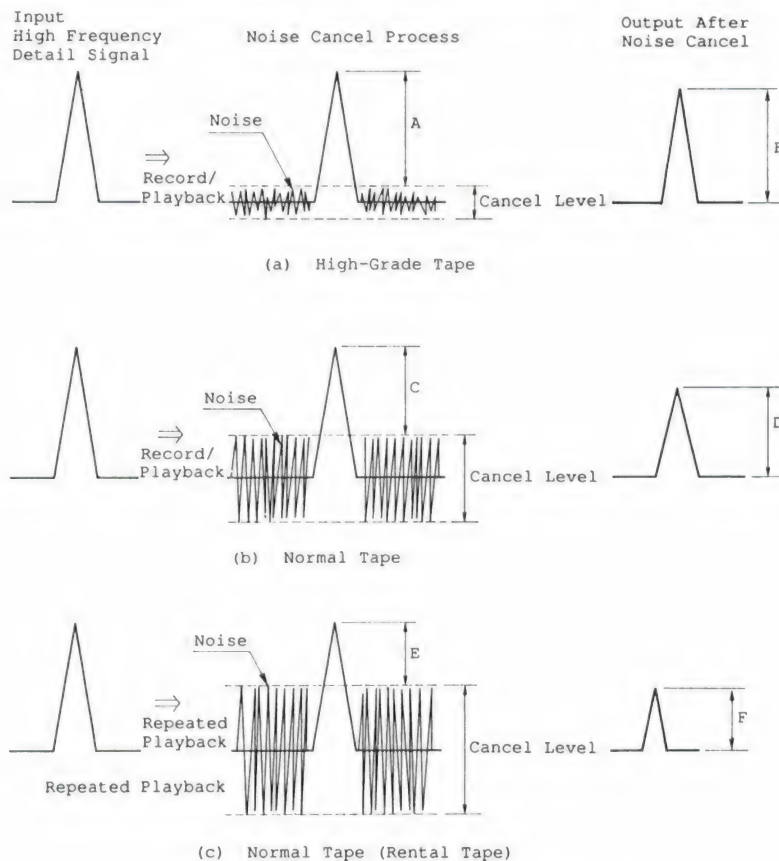 Input
High Frequency
Detail Signal
Noise Cancel Process
Output After
Noise Cancel
Noise
A
B
Record/
Playback
Cancel Level
(a) High-Grade Tape
Noise
C
D
Record/
Playback
Cancel Level
(b) Normal Tape
Noise
E
F
Repeated
Playback
Cancel Level
Repeated Playback
(c) Normal Tape (Rental Tape)